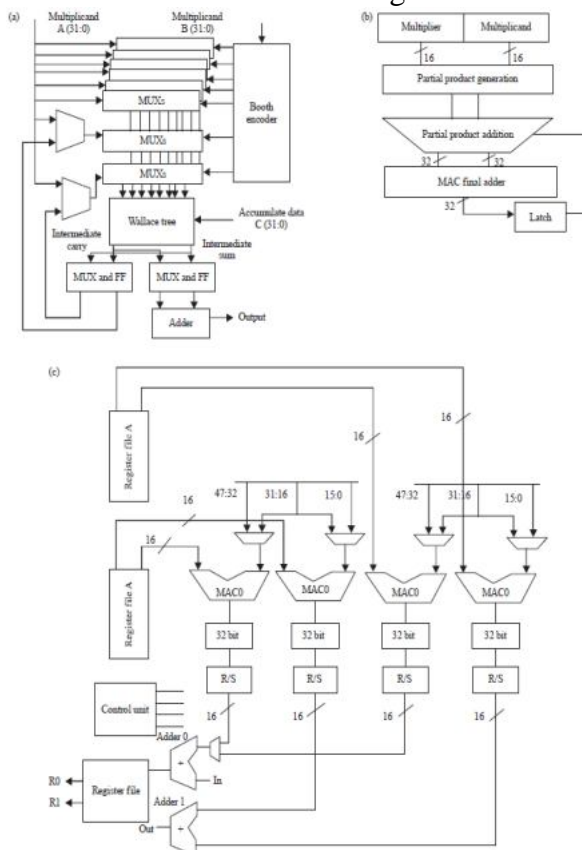 (a)
Multiplicand
A (31:0)
Multiplicand
B (31:0)
MUXs
MUXs
MUXs
Booth
encoder
Wallace tree
Accumulate data
C (31:0)
Intermediate
carry
Intermediate
sum
MUX and FF
MUX and FF
Adder
Output
(b)
Multiplier
Multiplicand
16
16
Partial product generation
Partial product addition
32
32
MAC final adder
32
Latch
(c)
Register file A
16
16
47:32
31:16
15:0
47:32
31:16
15:0
16
16
Register file A
MAC0
MAC0
MAC0
MAC0
32 bit
32 bit
32 bit
32 bit
R/S
R/S
R/S
R/S
16
16
16
16
Control unit
Adder 0
+
In
R0
R1
Register file
Adder 1
Out
+